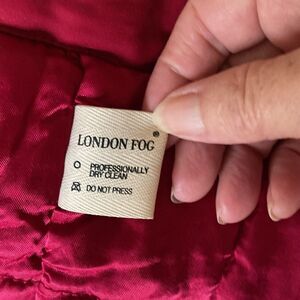 LONDON FOG®
PROFESSIONALLY
DRY CLEAN
DO NOT PRESS